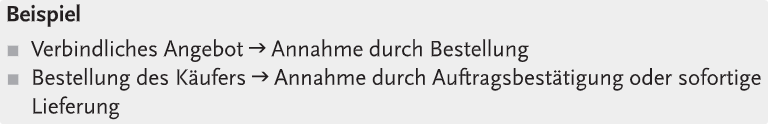 Beispiel
■ Verbindliches Angebot → Annahme durch Bestellung
■ Bestellung des Käufers → Annahme durch Auftragsbestätigung oder sofortige
Lieferung